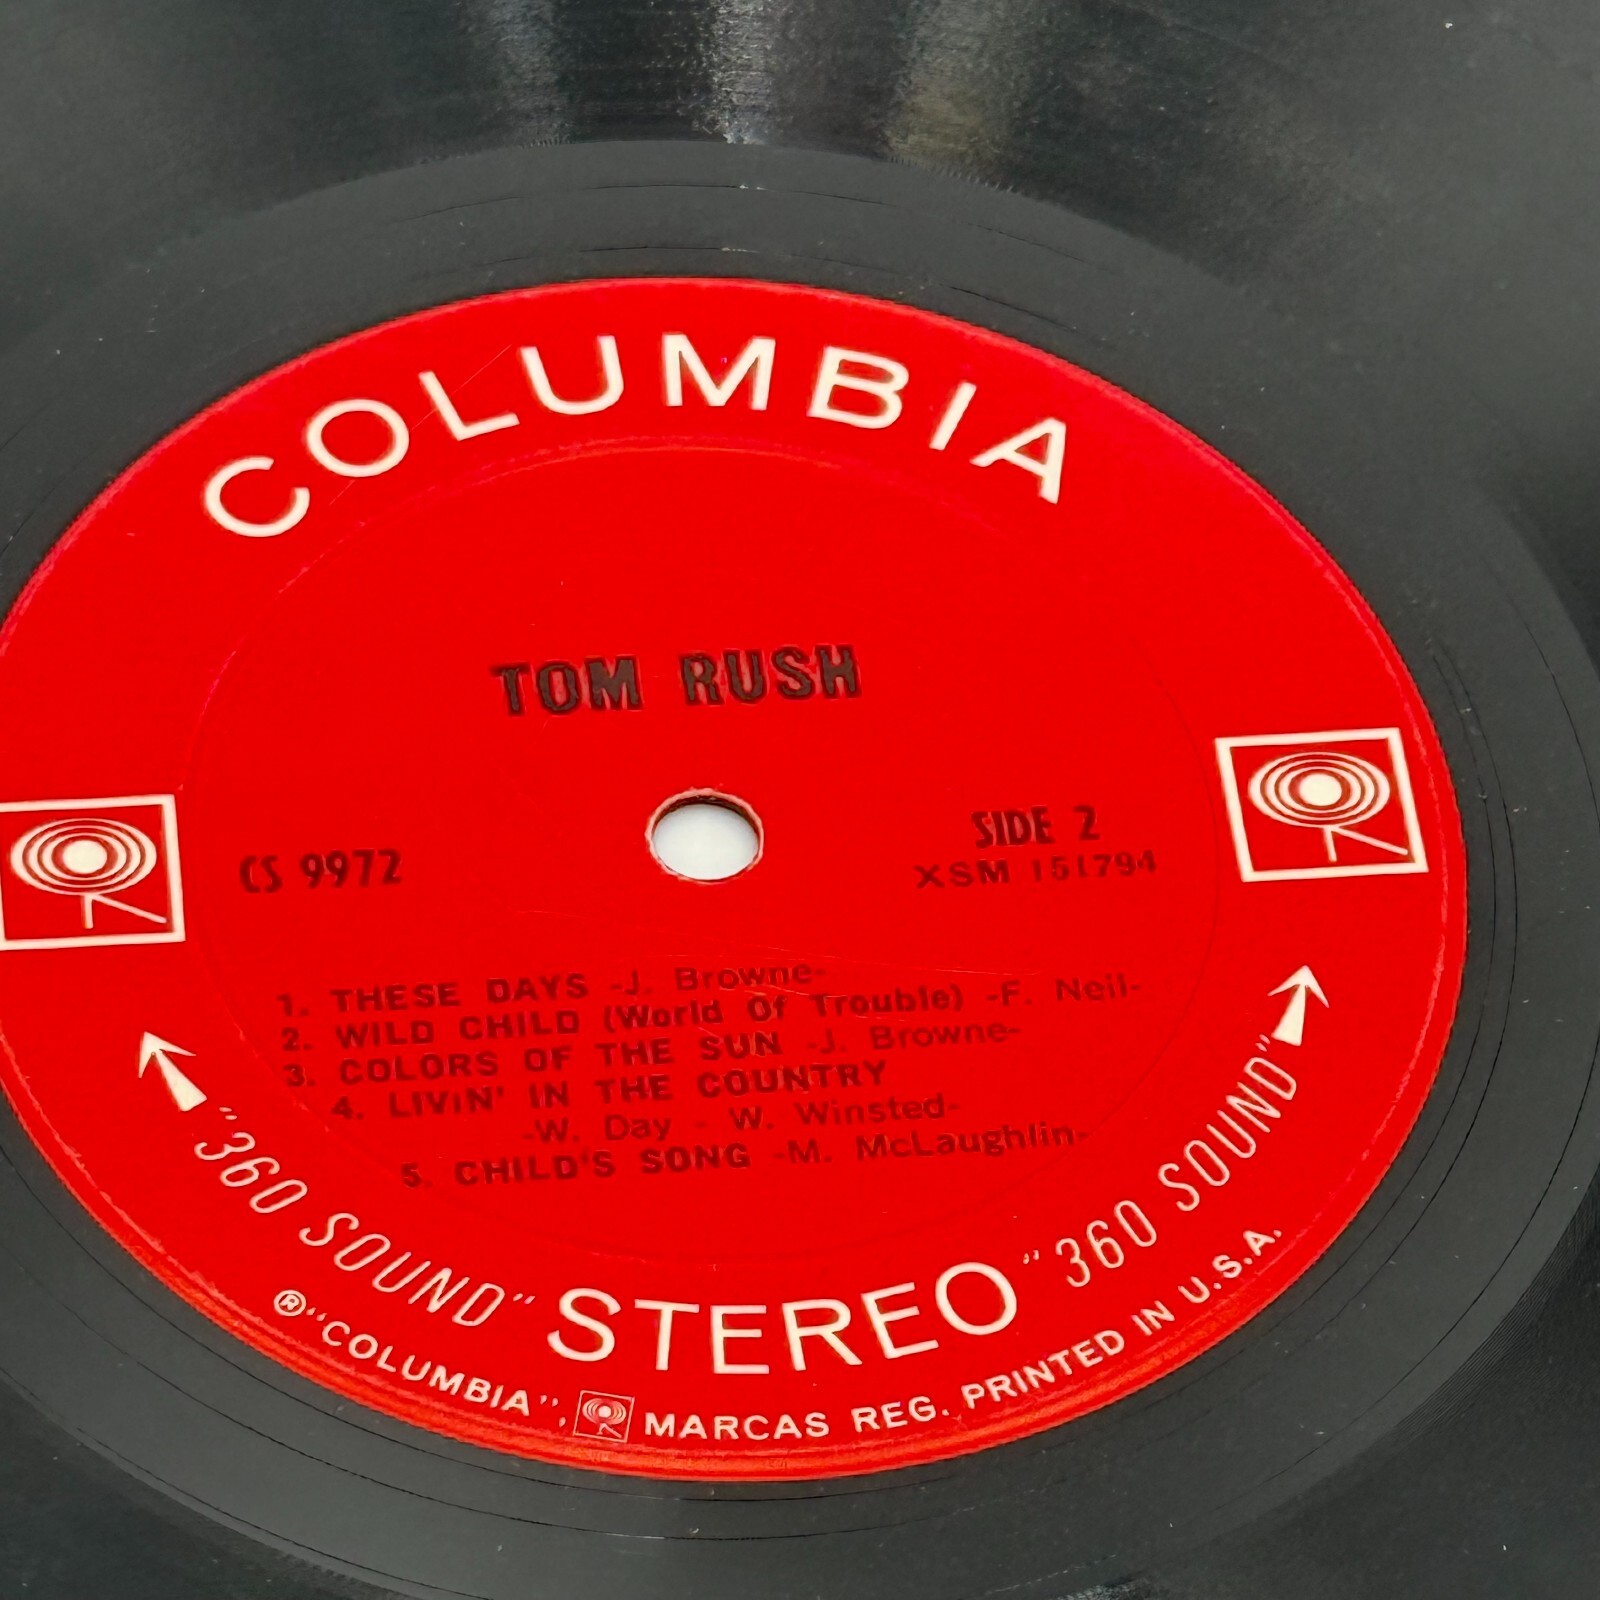 COLUMBIA
TOM RUSH
CS 9972
SIDE 2
XSM 151794
1. THESE DAYS -J. Browne-
2. WILD CHILD (World Of Trouble) -F. Neil-
3. COLORS OF THE SUN -J. Browne-
4. LIVIN' IN THE COUNTRY
-W. Day - W. Winsted-
5. CHILD'S SONG -M. McLaughlin-
"360 SOUND" STEREO "360 SOUND"
® "COLUMBIA", MARCAS REG. PRINTED IN U.S.A.